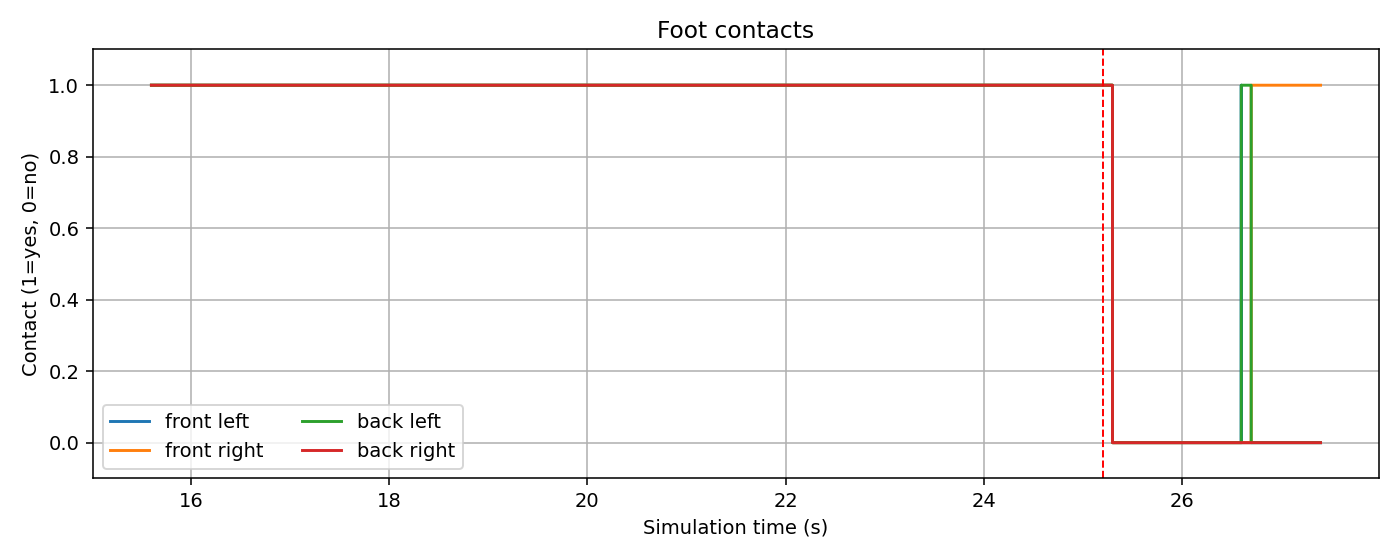 Foot contacts
Contact (1=yes, 0=no)
1.0
0.8
0.6
0.4
0.2
0.0
front left
back left
front right
back right
16
18
20
22
24
26
Simulation time (s)